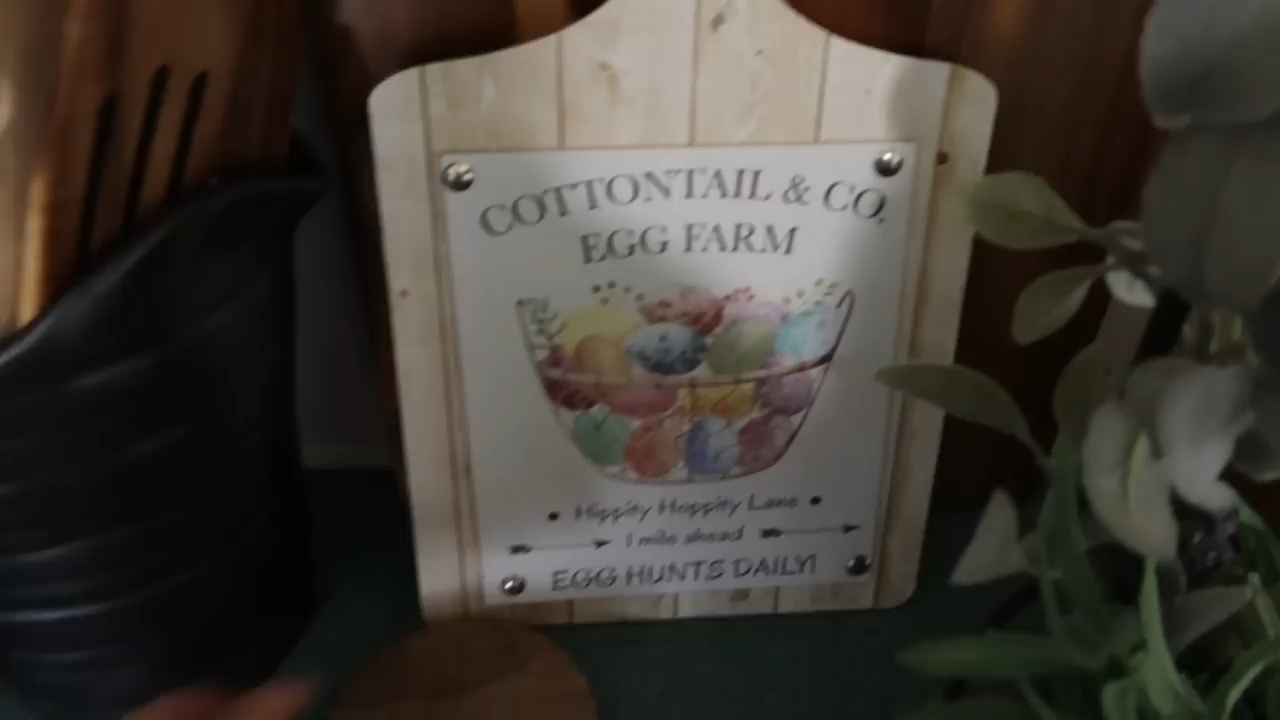 COTTONTAIL & CO.
EGG FARM
• Hippity Hoppity Lane •
1 mile ahead
EGG HUNTS DAILY!